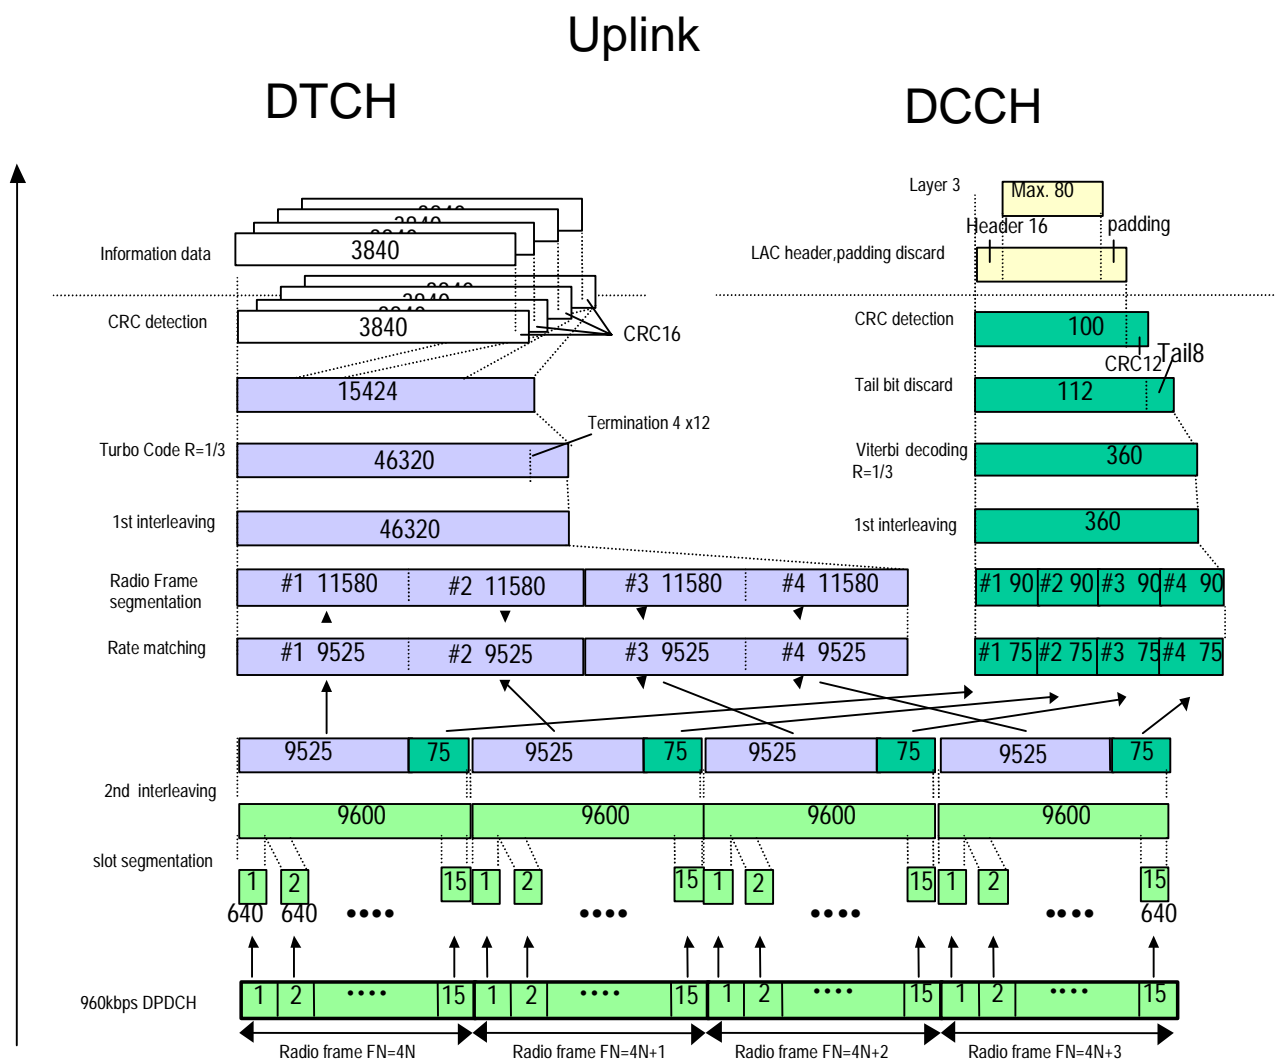 Uplink
DTCH
DCCH
Layer 3
Max. 80
Header 16
padding
3840
3840
3840
Information data
3840
LAC header,padding discard
3840
3840
3840
CRC detection
3840
CRC16
CRC detection
100
CRC12
Tail8
15424
Tail bit discard
112
Termination 4 x12
Turbo Code R=1/3
46320
Viterbi decoding
R=1/3
360
1st interleaving
46320
1st interleaving
360
Radio Frame
segmentation
#1 11580
#2 11580
#3 11580
#4 11580
#1 90
#2 90
#3 90
#4 90
Rate matching
#1 9525
#2 9525
#3 9525
#4 9525
#1 75
#2 75
#3 75
#4 75
9525
75
9525
75
9525
75
9525
75
2nd interleaving
9600
9600
9600
9600
slot segmentation
1
2
15
1
2
15
1
2
15
1
2
15
640
640
••••
••••
••••
••••
640
960kbps DPDCH
1
2
••••
15
1
2
••••
15
1
2
••••
15
1
2
••••
15
Radio frame FN=4N
Radio frame FN=4N+1
Radio frame FN=4N+2
Radio frame FN=4N+3